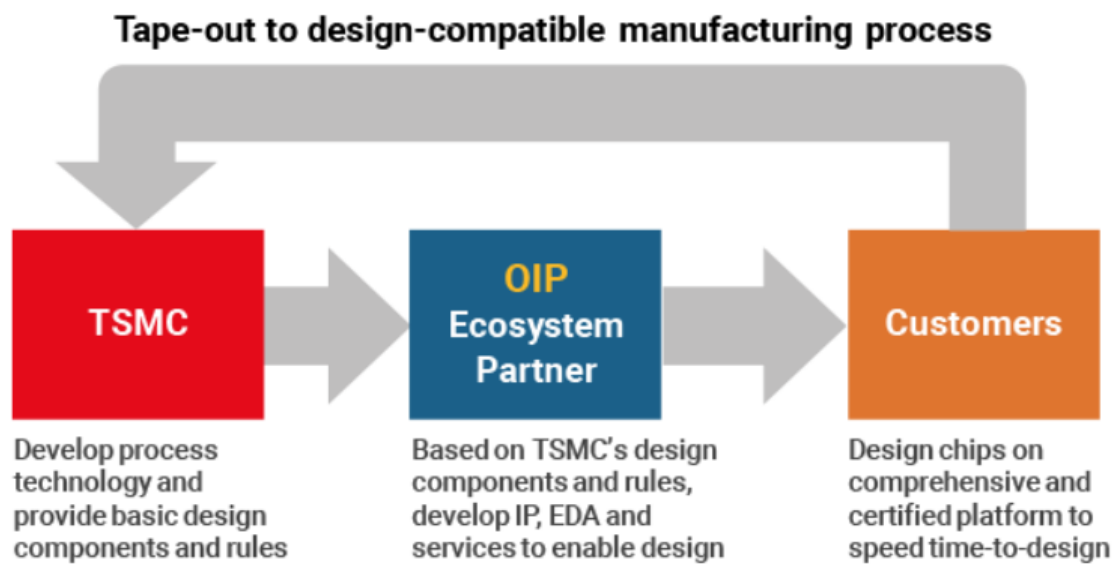 Tape-out to design-compatible manufacturing process
TSMC
OIP
Ecosystem
Partner
Customers
Develop process
technology and
provide basic design
components and rules
Based on TSMC’s design
components and rules,
develop IP, EDA and
services to enable design
Design chips on
comprehensive and
certified platform to
speed time-to-design